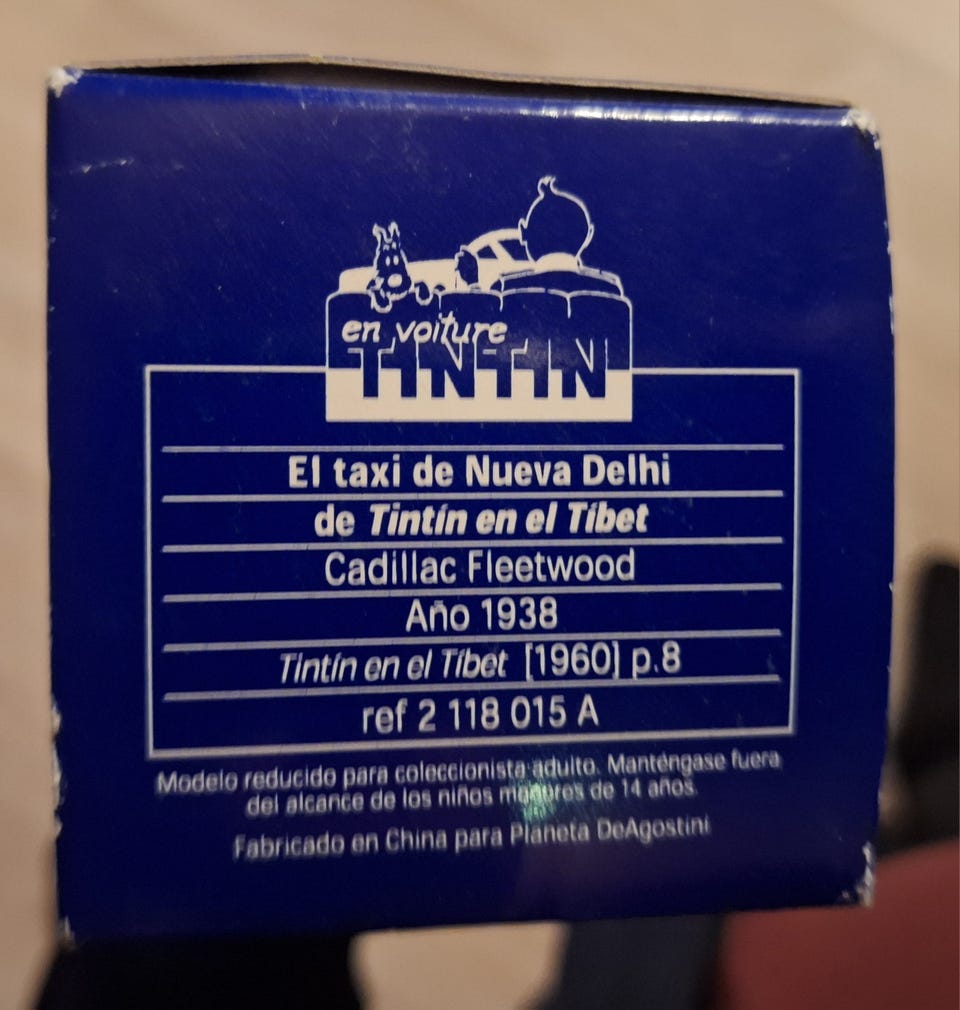 en voiture
TINTIN
El taxi de Nueva Delhi
de Tintín en el Tíbet
Cadillac Fleetwood
Año 1938
Tintín en el Tíbet [1960] p.8
ref 2 118 015 A
Modelo reducido para coleccionista adulto. Manténgase fuera
del alcance de los niños menores de 14 años.
Fabricado en China para Planeta DeAgostini